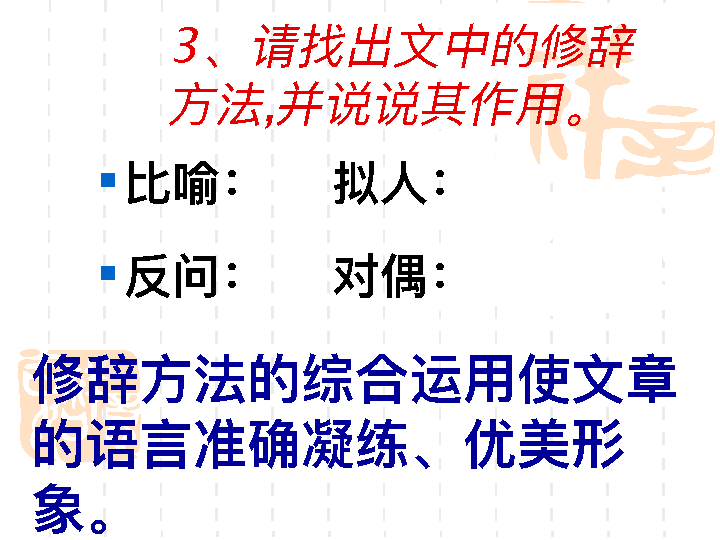 3、请找出文中的修辞
方法,并说说其作用。
比喻： 拟人：
反问： 对偶：
修辞方法的综合运用使文章
的语言准确凝练、优美形
象。